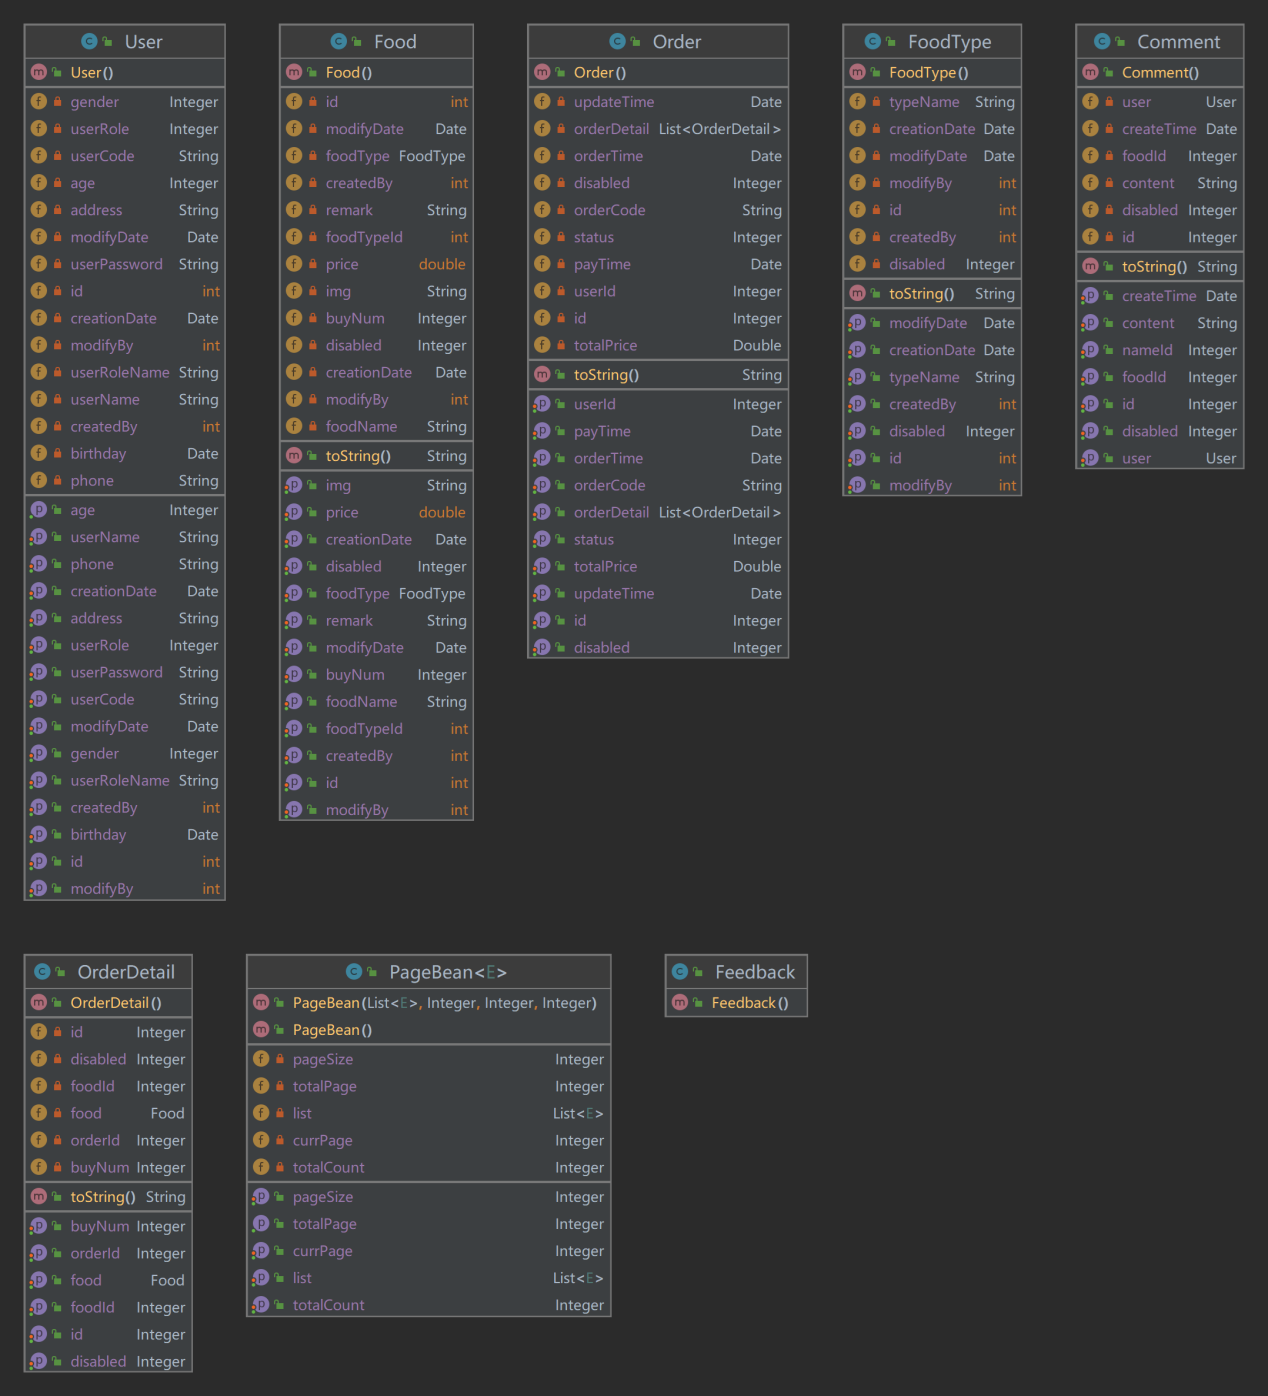 User
User()
gender Integer
userRole Integer
userCode String
age Integer
address String
modifyDate Date
userPassword String
id int
creationDate Date
modifyBy int
userRoleName String
userName String
createdBy int
birthday Date
phone String
age Integer
userName String
phone String
creationDate Date
address String
userRole Integer
userPassword String
userCode String
modifyDate Date
gender Integer
userRoleName String
createdBy int
birthday Date
id int
modifyBy int
Food
Food()
id int
modifyDate Date
foodType FoodType
createdBy int
remark String
foodTypeId int
price double
img String
buyNum Integer
disabled Integer
creationDate Date
modifyBy int
foodName String
toString() String
img String
price double
creationDate Date
disabled Integer
foodType FoodType
remark String
modifyDate Date
buyNum Integer
foodName String
foodTypeId int
createdBy int
id int
modifyBy int
Order
Order()
updateTime Date
orderDetail List<OrderDetail>
orderTime Date
disabled Integer
orderCode String
status Integer
payTime Date
userId Integer
id Integer
totalPrice Double
toString() String
userId Integer
payTime Date
orderTime Date
orderCode String
orderDetail List<OrderDetail>
status Integer
totalPrice Double
updateTime Date
id Integer
disabled Integer
FoodType
FoodType()
typeName String
creationDate Date
modifyDate Date
modifyBy int
id int
createdBy int
disabled Integer
toString() String
modifyDate Date
creationDate Date
typeName String
createdBy int
disabled Integer
id int
modifyBy int
Comment
Comment()
user User
createTime Date
foodId Integer
content String
disabled Integer
id Integer
toString() String
createTime Date
content String
nameId Integer
foodId Integer
id Integer
disabled Integer
user User
OrderDetail
OrderDetail()
id Integer
disabled Integer
foodId Integer
food Food
orderId Integer
buyNum Integer
toString() String
buyNum Integer
orderId Integer
food Food
foodId Integer
id Integer
disabled Integer
PageBean<E>
PageBean(List<E>, Integer, Integer, Integer)
PageBean()
pageSize Integer
totalPage Integer
list List<E>
currPage Integer
totalCount Integer
pageSize Integer
totalPage Integer
currPage Integer
list List<E>
totalCount Integer
Feedback
Feedback()